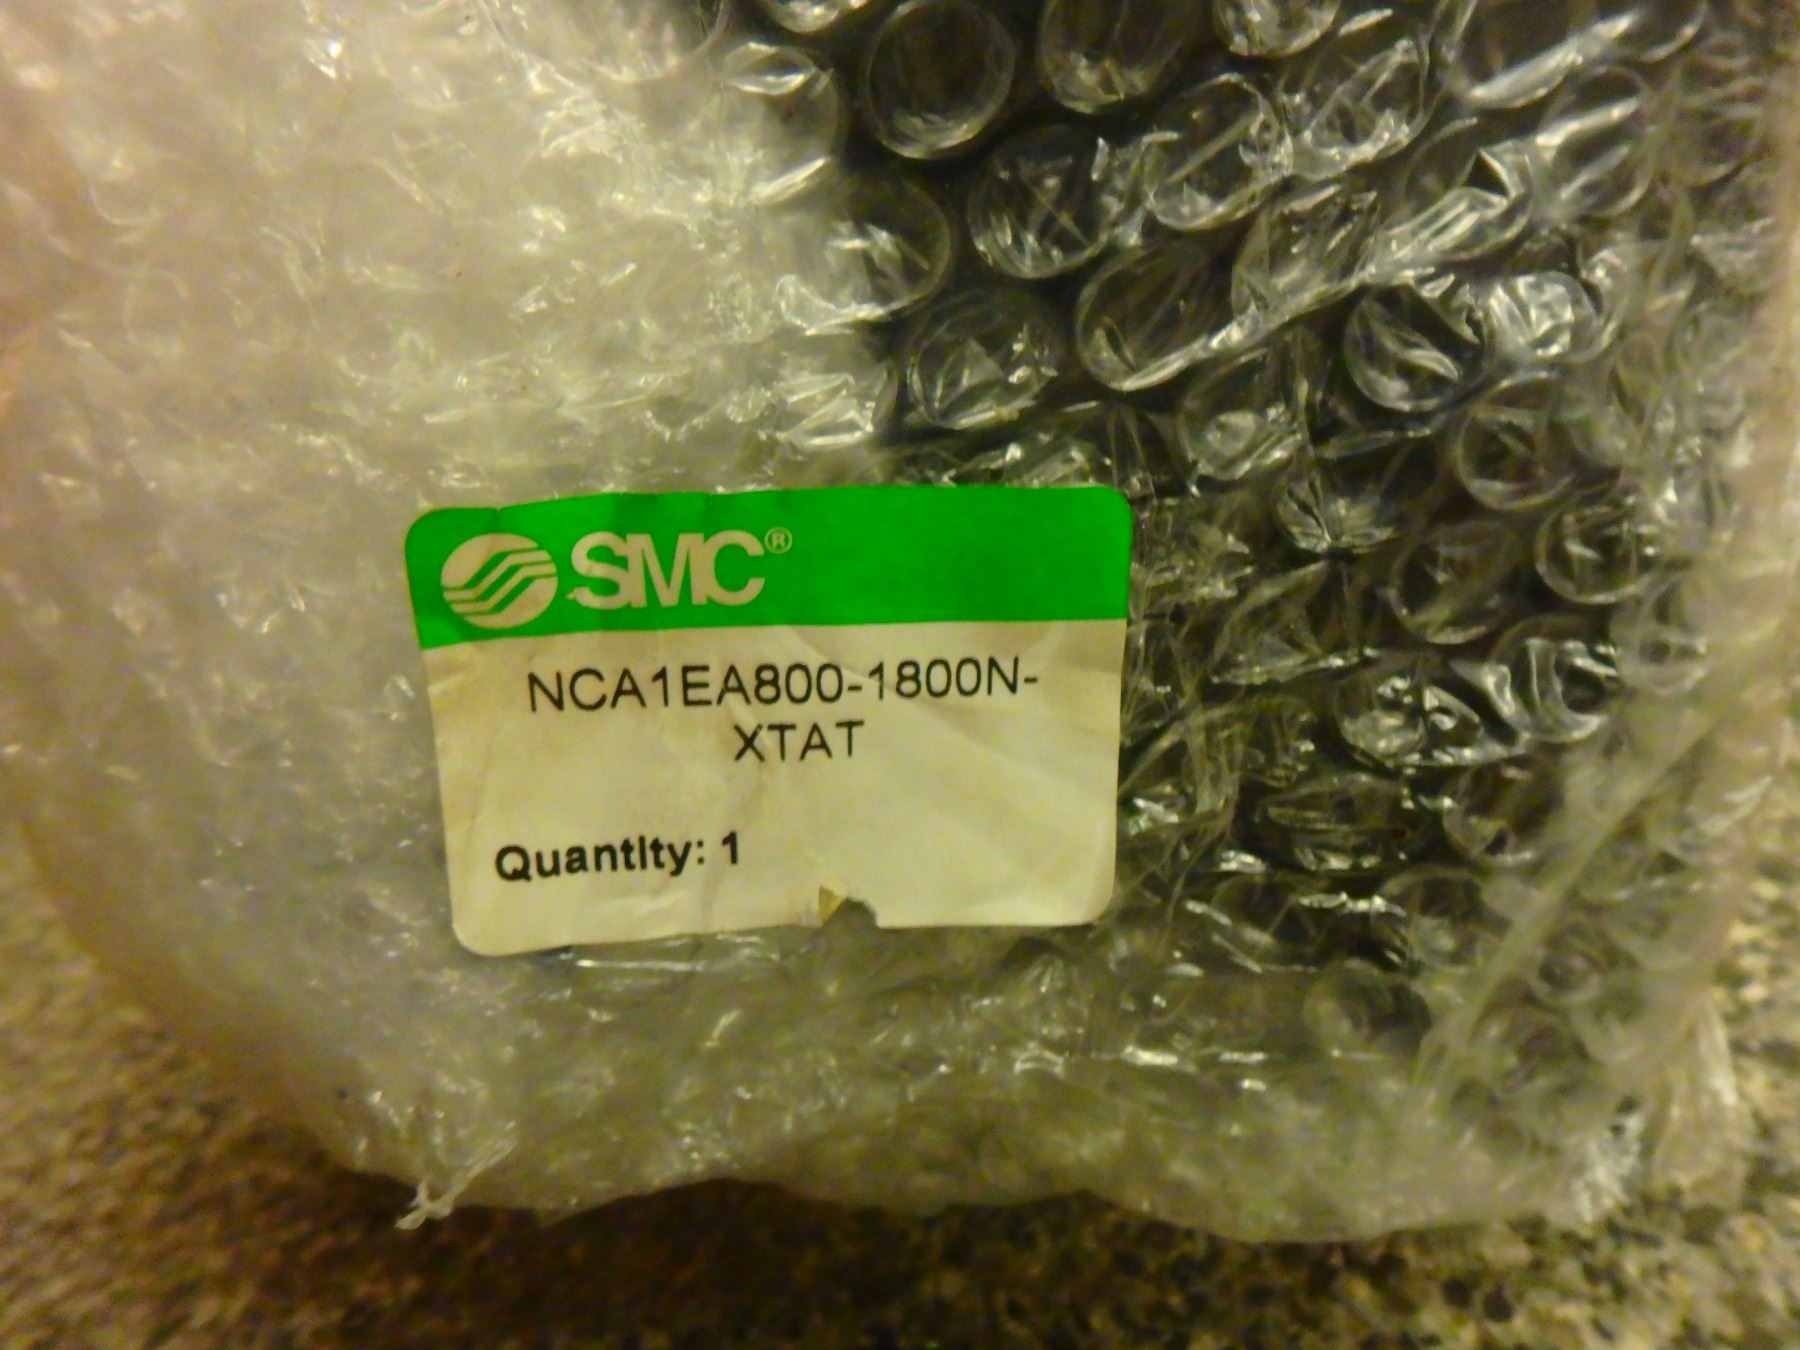 SMC®
NCA1EA800-1800N-
XTAT
Quantity: 1